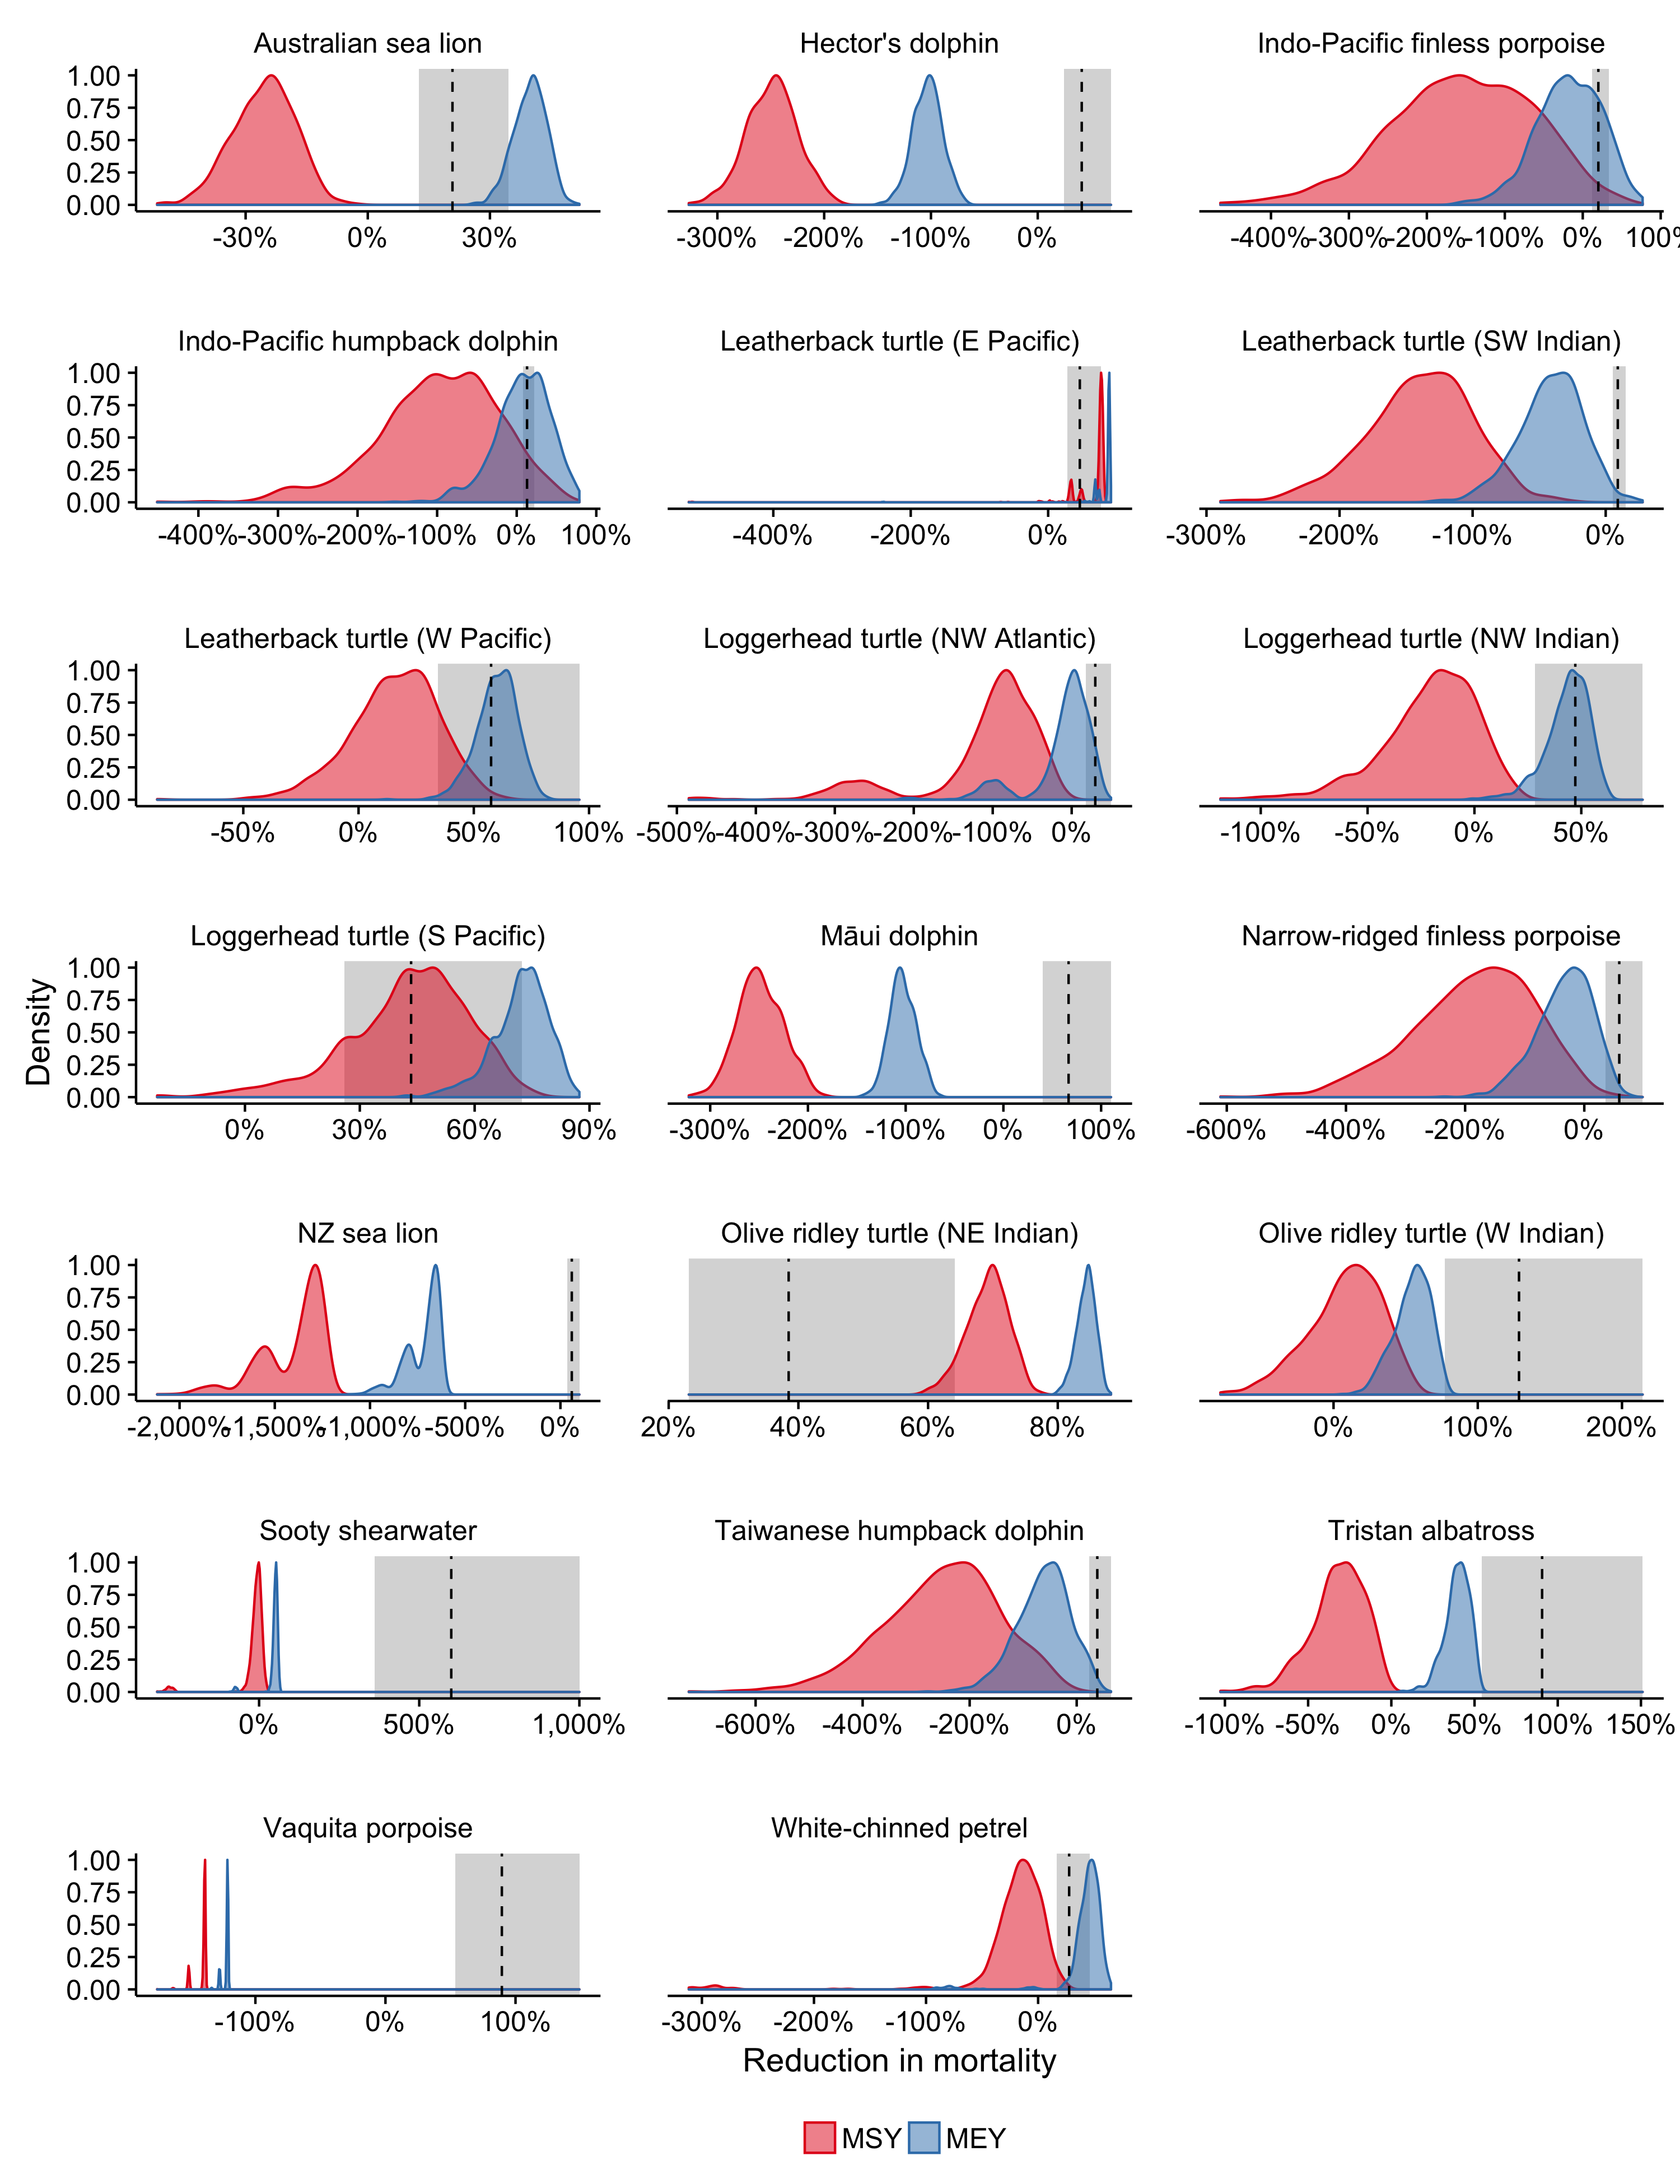 Australian sea lion Hector's dolphin Indo-Pacific finless porpoise
1.00
0.75
0.50
0.25
0.00
-30% 0% 30% -300% -200% -100% 0% -400% -300% -200% -100% 0% 100%
Indo-Pacific humpback dolphin Leatherback turtle (E Pacific) Leatherback turtle (SW Indian)
1.00
0.75
0.50
0.25
0.00
-400% -300% -200% -100% 0% 100% -400% -200% 0% -300% -200% -100% 0%
Leatherback turtle (W Pacific) Loggerhead turtle (NW Atlantic) Loggerhead turtle (NW Indian)
1.00
0.75
0.50
0.25
0.00
-50% 0% 50% 100% -500% -400% -300% -200% -100% 0% -100% -50% 0% 50%
Density
Loggerhead turtle (S Pacific) Māui dolphin Narrow-ridged finless porpoise
1.00
0.75
0.50
0.25
0.00
0% 30% 60% 90% -300% -200% -100% 0% 100% -600% -400% -200% 0%
NZ sea lion Olive ridley turtle (NE Indian) Olive ridley turtle (W Indian)
1.00
0.75
0.50
0.25
0.00
-2,000% -1,500% -1,000% -500% 0% 20% 40% 60% 80% 0% 100% 200%
Sooty shearwater Taiwanese humpback dolphin Tristan albatross
1.00
0.75
0.50
0.25
0.00
0% 500% 1,000% -600% -400% -200% 0% -100% -50% 0% 50% 100% 150%
Vaquita porpoise White-chinned petrel
1.00
0.75
0.50
0.25
0.00
-100% 0% 100% -300% -200% -100% 0%
Reduction in mortality
MSY MEY